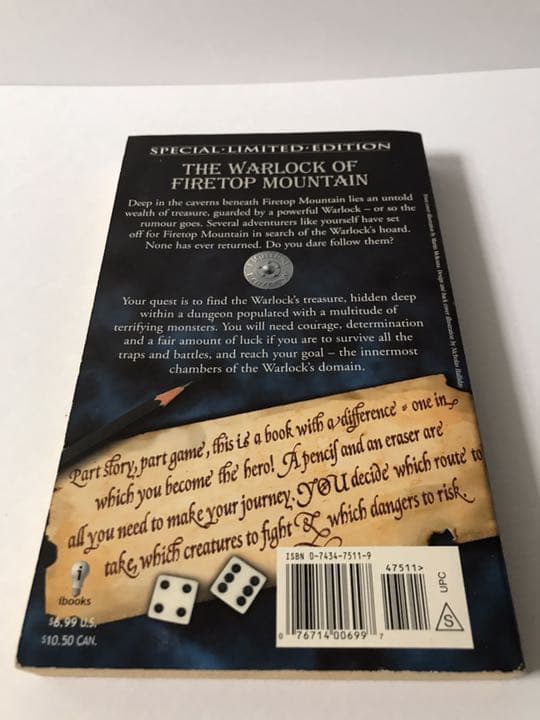 SPECIAL·LIMITED·EDITION
THE WARLOCK OF
FIRETOP MOUNTAIN
Deep in the caverns beneath Firetop Mountain lies an untold
wealth of treasure, guarded by a powerful Warlock – or so the
rumour goes. Several adventurers like yourself have set
off for Firetop Mountain in search of the Warlock's hoard.
None has ever returned. Do you dare follow them?
Your quest is to find the Warlock's treasure, hidden deep
within a dungeon populated with a multitude of
terrifying monsters. You will need courage, determination
and a fair amount of luck if you are to survive all the
traps and battles, and reach your goal – the innermost
chambers of the Warlock's domain.
Part story, part game, this is a book with a difference - one in
which you become the hero! A pencil and an eraser are
all you need to make your journey. YOU decide which route to
take, which creatures to fight & which dangers to risk.
ibooks
$6.99 U.S.
$10.50 CAN.
ISBN 0-7434-7511-9
47511>
0 76714 00699 7
UPC
S